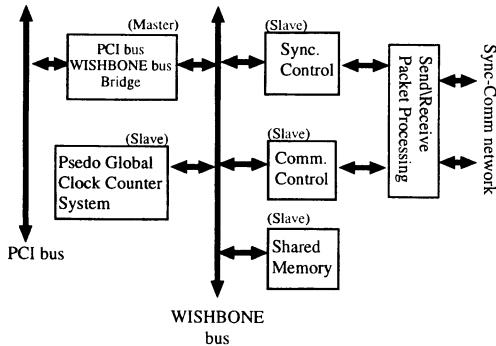 (Master)
PCI bus
WISHBONE bus
Bridge
(Slave)
Sync.
Control
Send\Receive
Packet Processing
Sync-Comm network
(Slave)
Psedo Global
Clock Counter
System
(Slave)
Comm.
Control
(Slave)
Shared
Memory
PCI bus
WISHBONE
bus